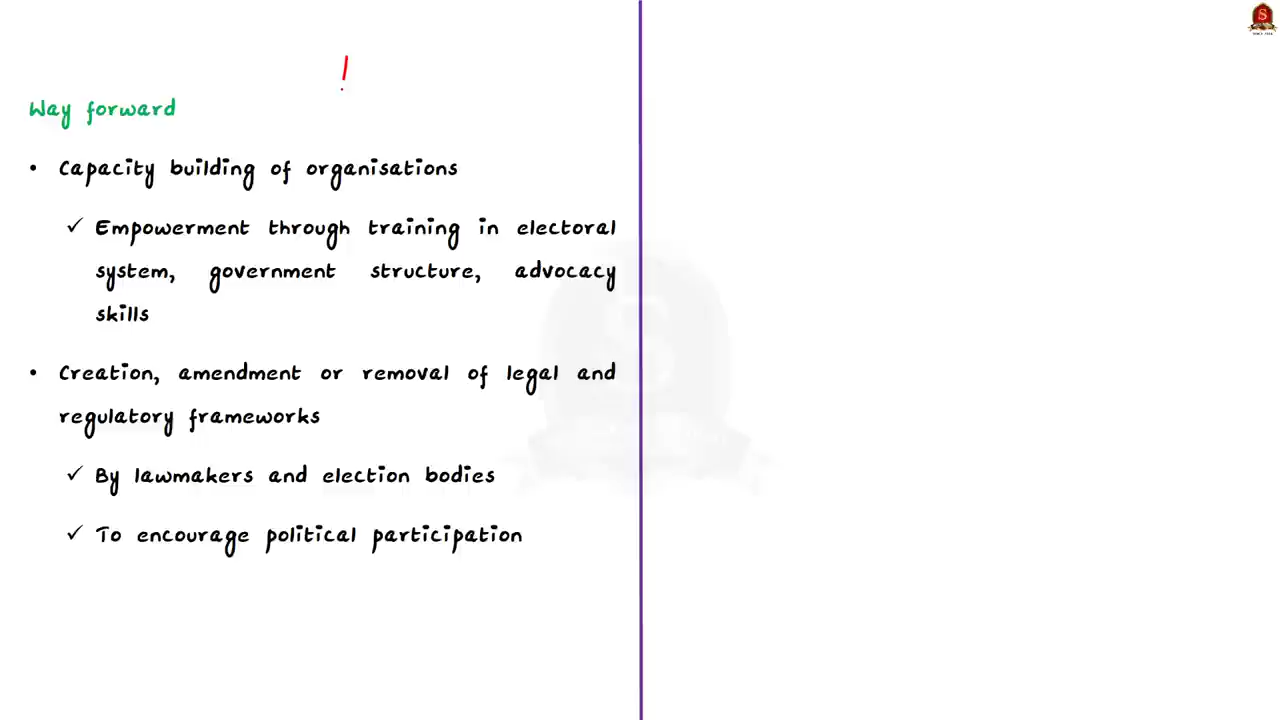 Way forward
• Capacity building of organisations
✓ Empowerment through training in electoral
system, government structure, advocacy
skills
• Creation, amendment or removal of legal and
regulatory frameworks
✓ By lawmakers and election bodies
✓ To encourage political participation
S